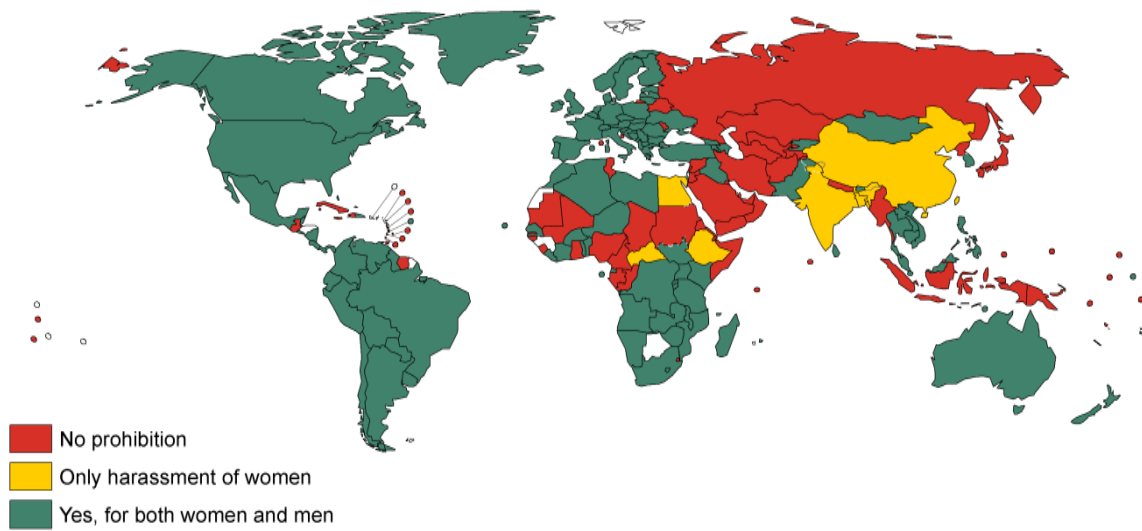 No prohibition
Only harassment of women
Yes, for both women and men